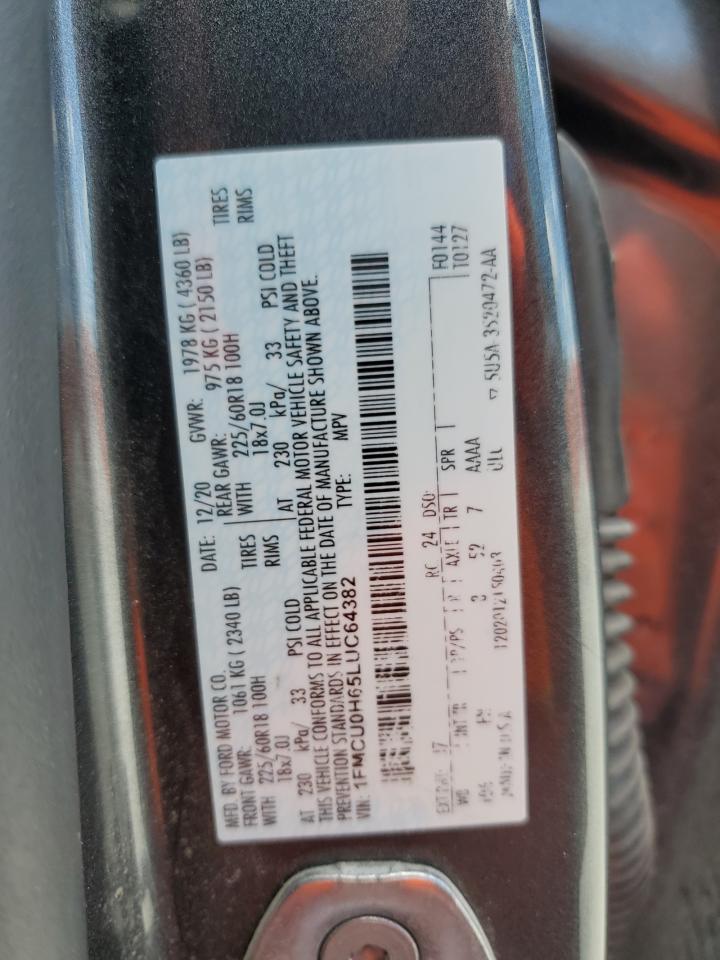 MFD. BY FORD MOTOR CO. DATE: 12/20 GVWR: 1978 KG ( 4360 LB)
FRONT GAWR: 1061 KG ( 2340 LB) REAR GAWR: 975 KG ( 2150 LB)
WITH 225/60R18 100H TIRES WITH 225/60R18 100H TIRES
18x7.0J RIMS 18x7.0J RIMS
AT 230 kPa/ 33 PSI COLD AT 230 kPa/ 33 PSI COLD
THIS VEHICLE CONFORMS TO ALL APPLICABLE FEDERAL MOTOR VEHICLE SAFETY AND THEFT
PREVENTION STANDARDS IN EFFECT ON THE DATE OF MANUFACTURE SHOWN ABOVE.
VIN: 1FMCU0H65LUC64382 TYPE: MPV
F0144
T0127
RC: 24 DSO:
AXLE TR SPR
7 AAAA
5U5A-3520472-AA